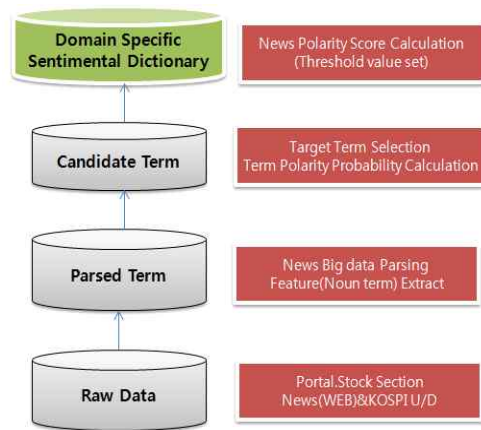 Domain Specific
Sentimental Dictionary
News Polarity Score Calculation
(Threshold value set)
Candidate Term
Target Term Selection
Term Polarity Probability Calculation
Parsed Term
News Big data Parsing
Feature(Noun term) Extract
Raw Data
Portal.Stock Section
News(WEB)&KOSPI U/D